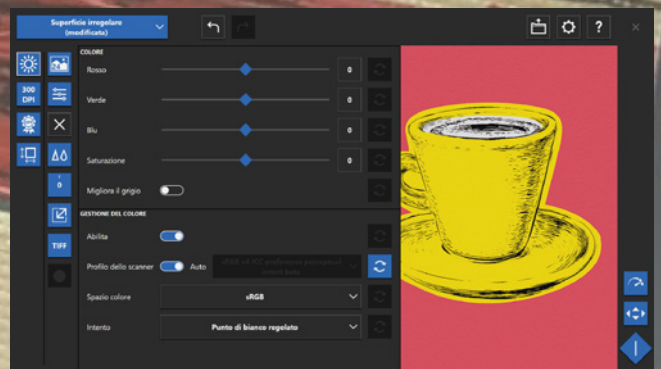 Superficie irregolare
(modificata)
?
300
DPI
TIFF
0
COLORE
Rosso
0
Verde
0
Blu
0
Saturazione
0
Migliora il grigio
GESTIONE DEL COLORE
Abilita
Profilo dello scanner
Auto
Spazio colore
sRGB
Intento
Punto di bianco regolato